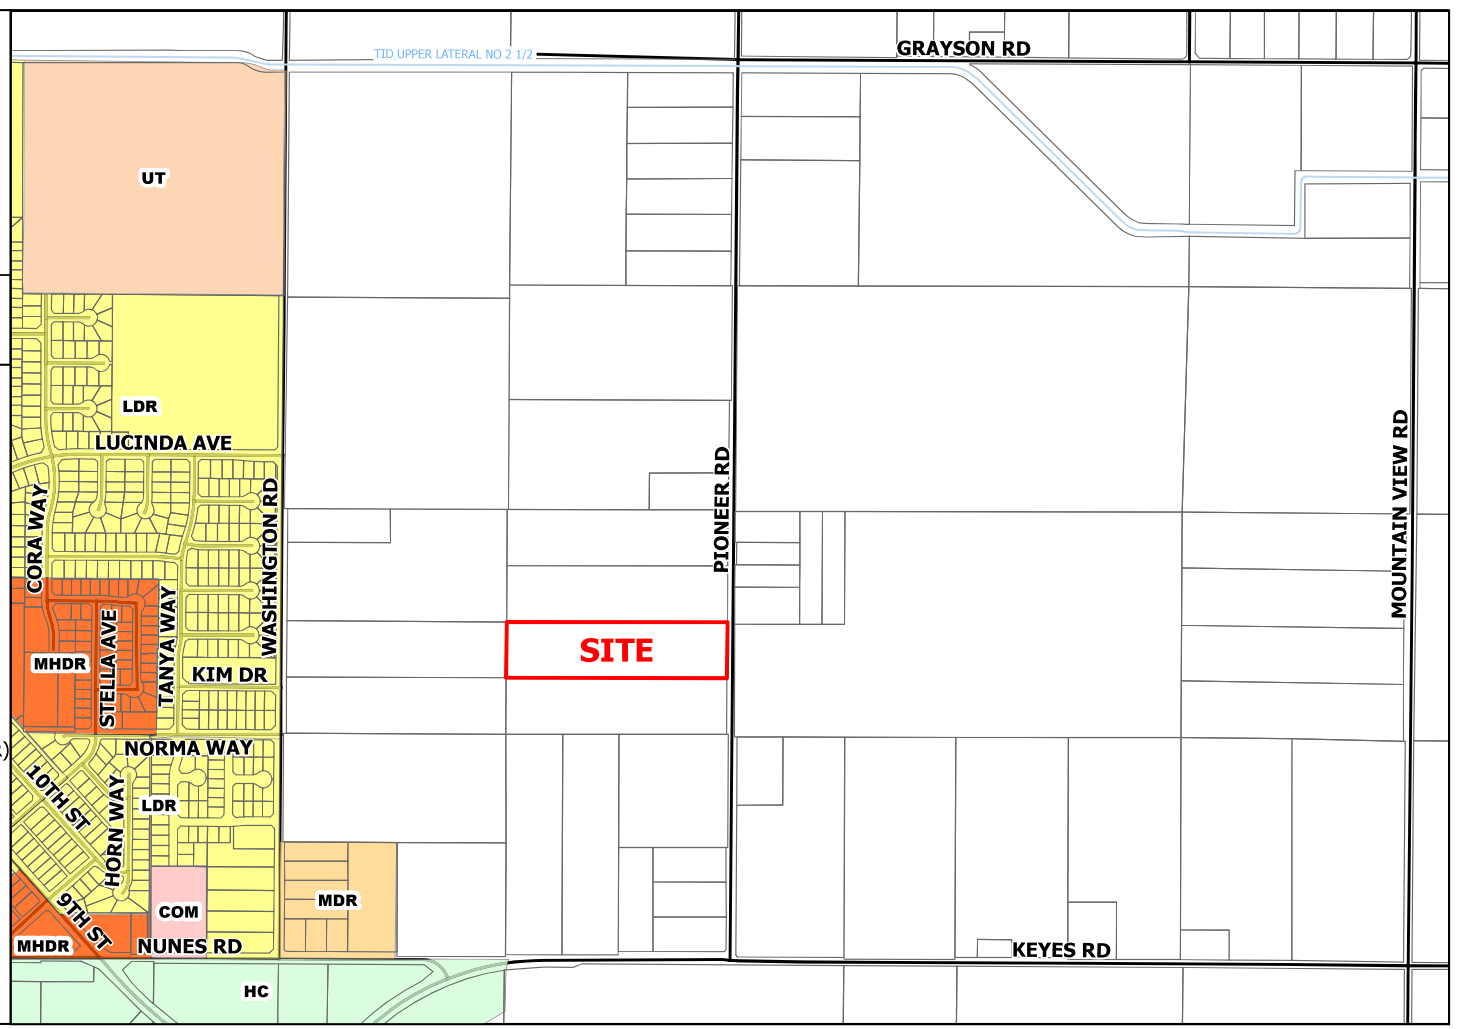 GRAYSON RD
TID UPPER LATERAL NO 2 1/2
UT
LDR
LUCINDA AVE
CORA WAY
WASHINGTON RD
PIONEER RD
MOUNTAIN VIEW RD
STELLA AVE
TANYA WAY
SITE
MHDR
KIM DR
NORMA WAY
10TH ST
HORN WAY
LDR
MDR
COM
9TH ST
MHDR
NUNES RD
KEYES RD
HC